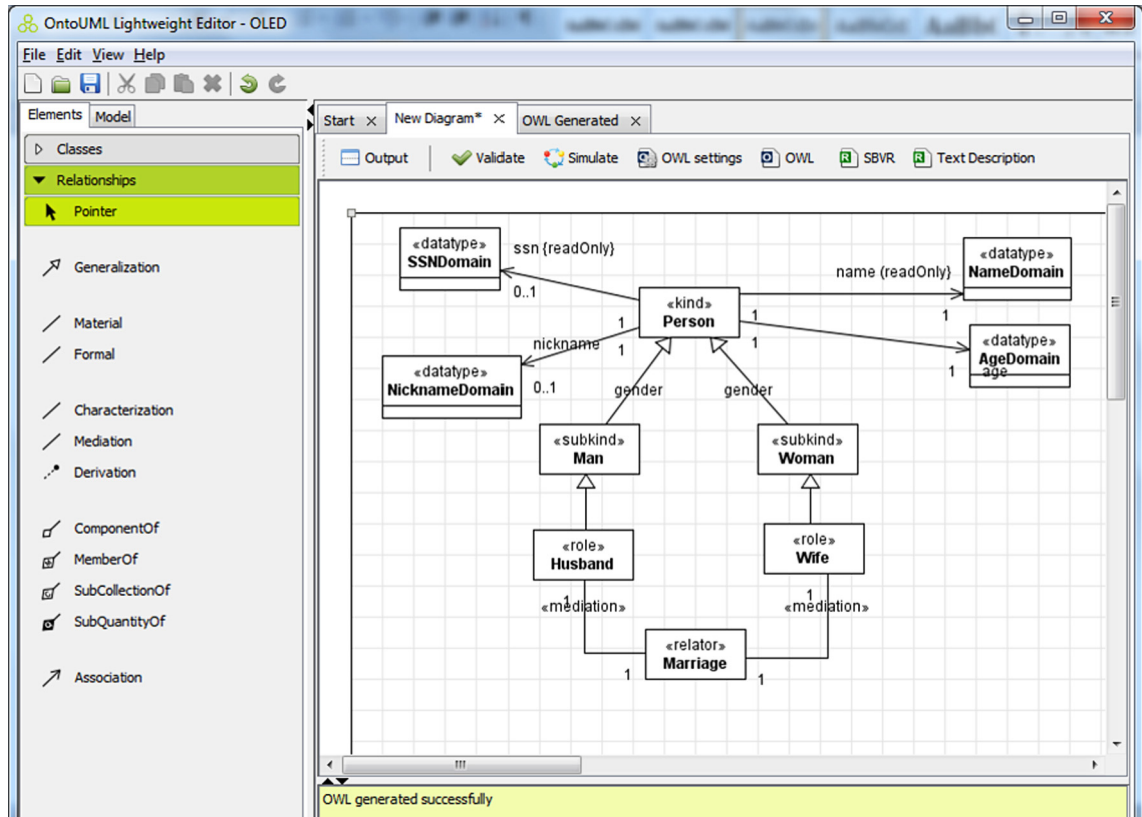 OntoUML Lightweight Editor - OLED
File Edit View Help
Elements Model
Classes
Relationships
Pointer
Generalization
Material
Formal
Characterization
Mediation
Derivation
ComponentOf
MemberOf
SubCollectionOf
SubQuantityOf
Association
Start New Diagram* OWL Generated
Output Validate Simulate OWL settings OWL SBVR Text Description
«datatype»
SSNDomain
ssn {readOnly}
0..1
1
«datatype»
NameDomain
name (readOnly}
1
1
«kind»
Person
nickname
1
«datatype»
NicknameDomain
0..1
1
«datatype»
AgeDomain
1
age
gender
gender
«subkind»
Man
«subkind»
Woman
«role»
Husband
«role»
Wife
1
«mediation»
1
«mediation»
«relator»
Marriage
1
1
OWL generated successfully